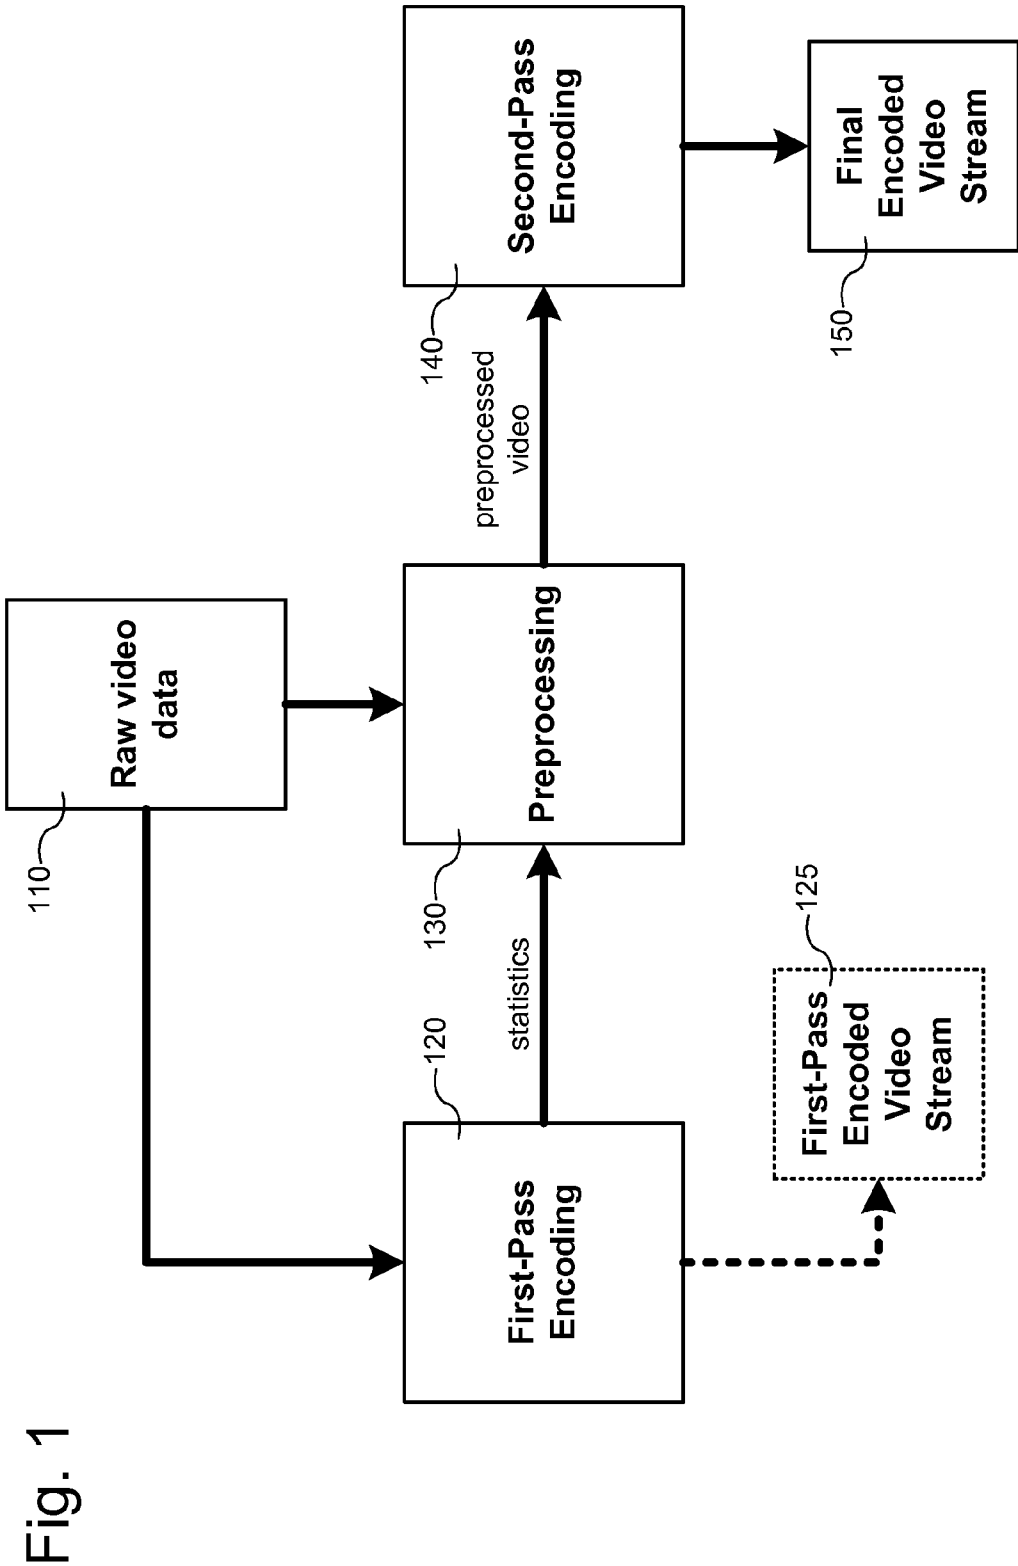 Fig. 1
110
Raw video
data
120
First-Pass
Encoding
statistics
130
Preprocessing
preprocessed
video
140
Second-Pass
Encoding
First-Pass
Encoded
Video
Stream
125
150
Final
Encoded
Video
Stream